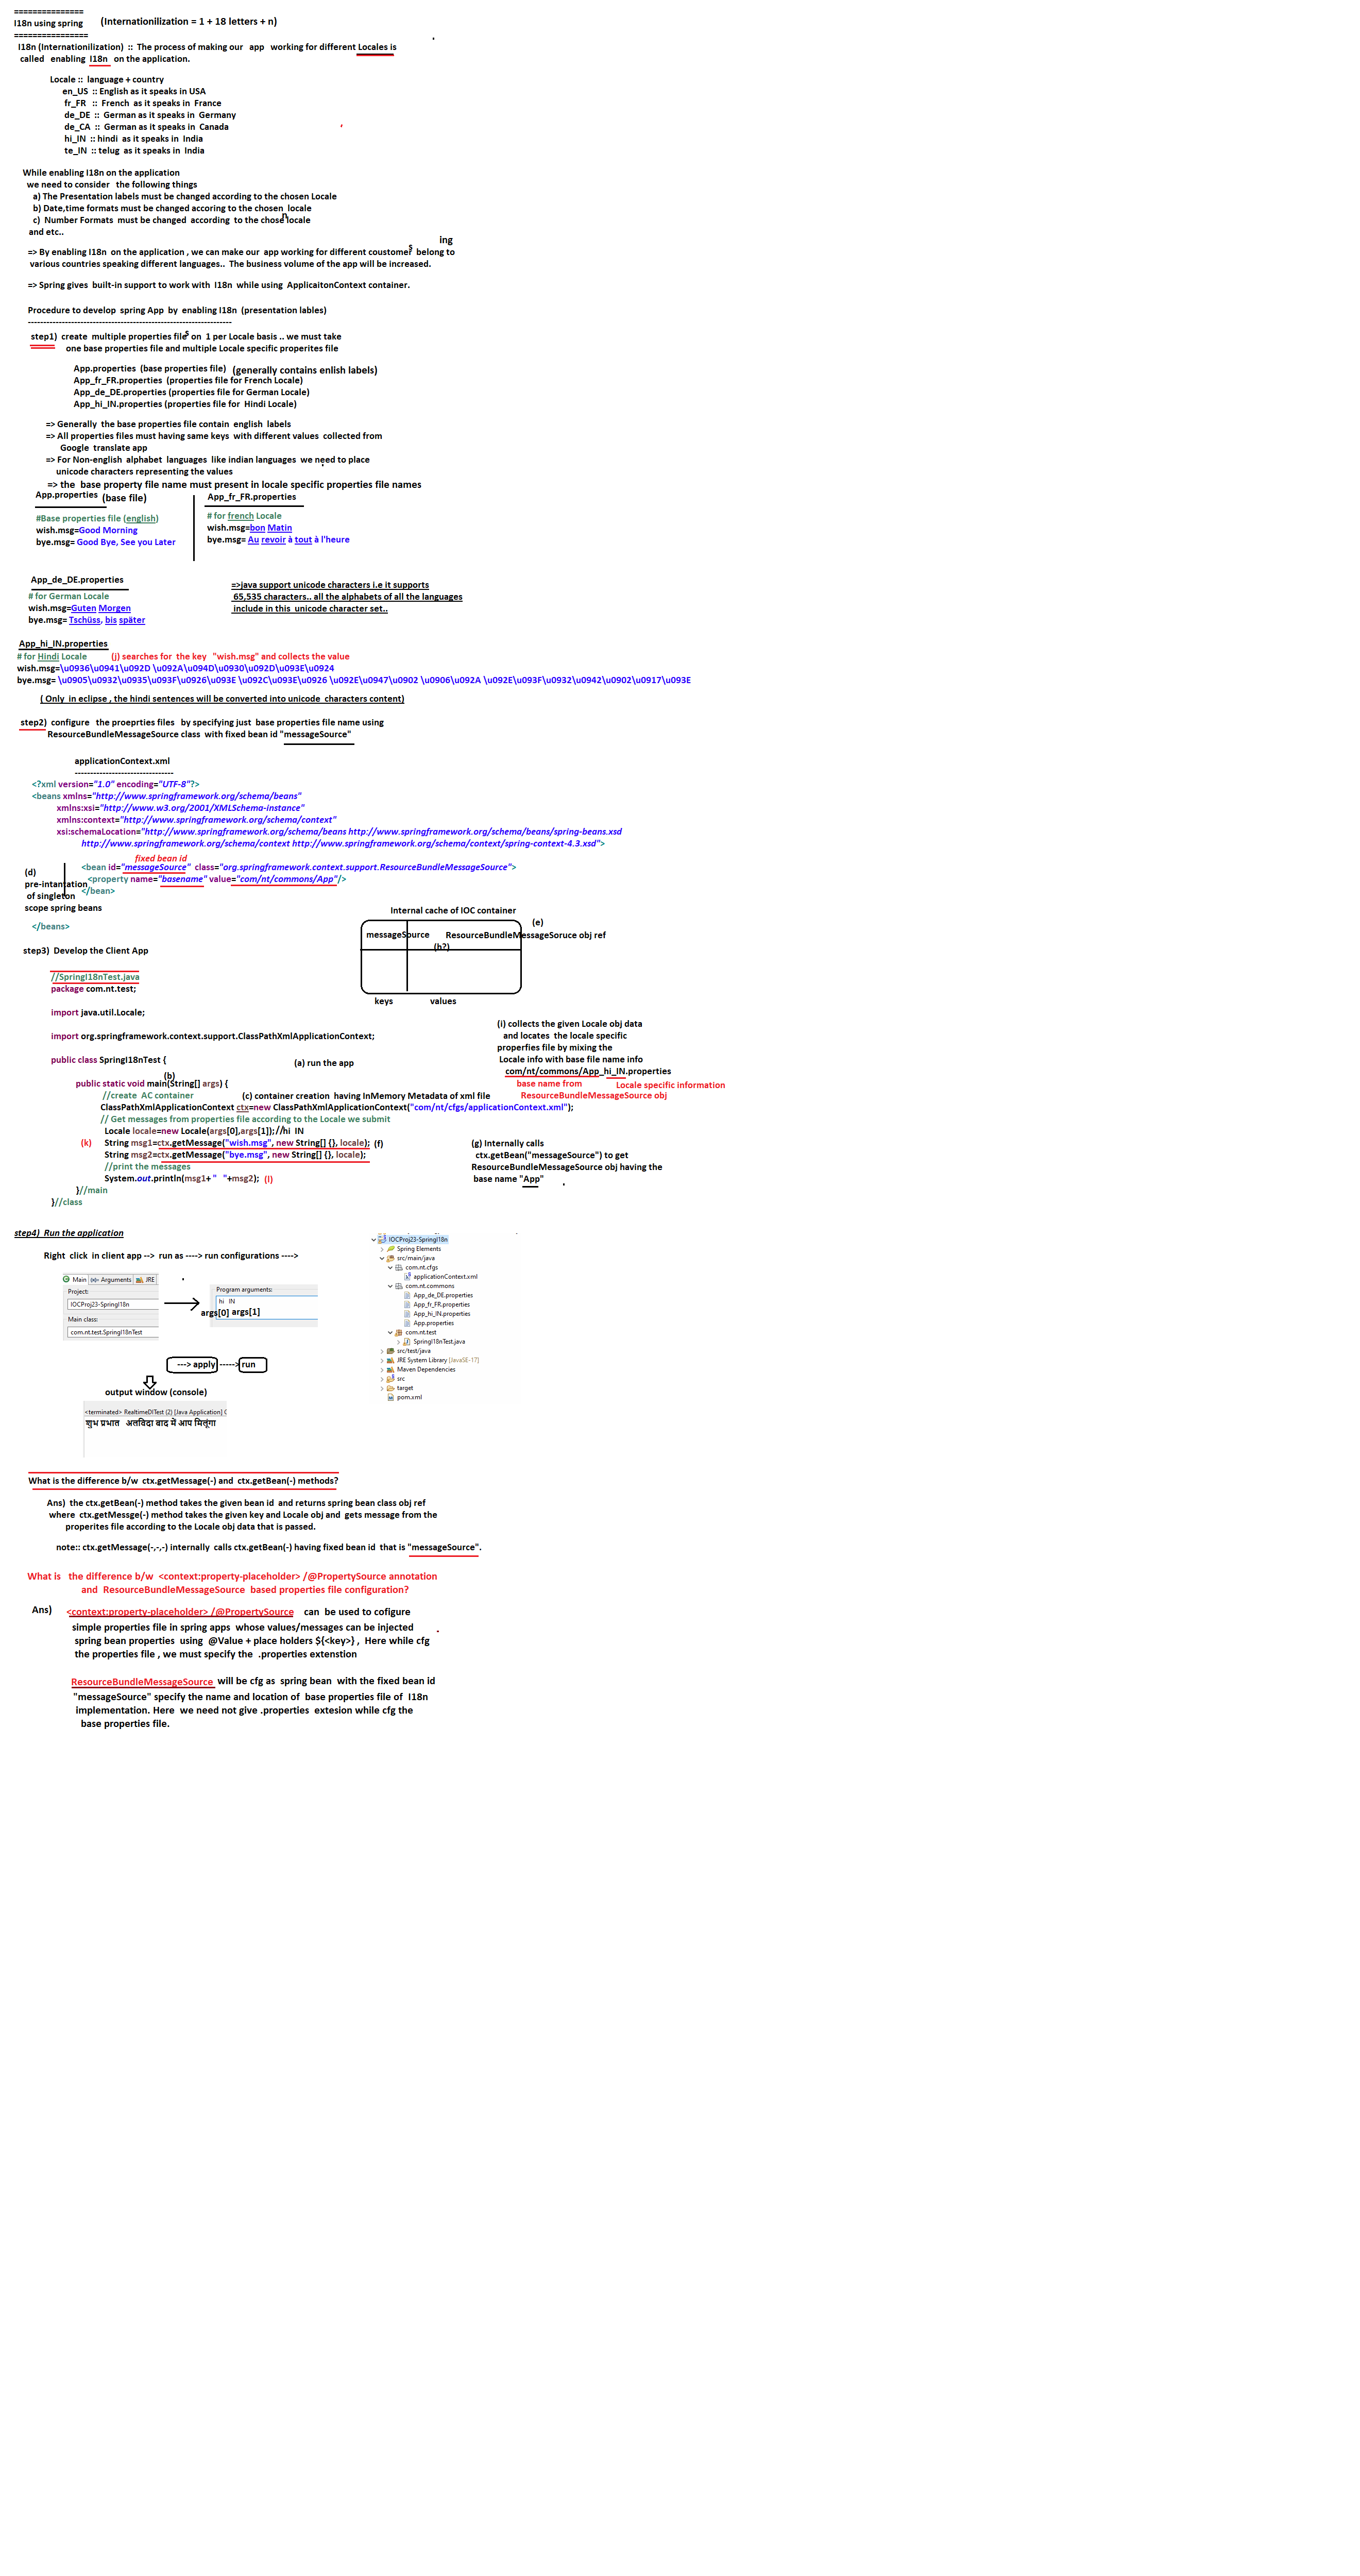 ===============
I18n using spring (Internationilization = 1 + 18 letters + n)
================
I18n (Internationilization) :: The process of making our app working for different Locales is
called enabling I18n on the application.
Locale :: language + country
en_US :: English as it speaks in USA
fr_FR :: French as it speaks in France
de_DE :: German as it speaks in Germany
de_CA :: German as it speaks in Canada
hi_IN :: hindi as it speaks in India
te_IN :: telug as it speaks in India
While enabling I18n on the application
we need to consider the following things
a) The Presentation labels must be changed according to the chosen Locale
b) Date,time formats must be changed accoring to the chosen locale
c) Number Formats must be changed according to the chose locale
n
and etc..
ing
=> By enabling I18n on the application , we can make our app working for different coustomer s belong to
various countries speaking different languages.. The business volume of the app will be increased.
=> Spring gives built-in support to work with I18n while using ApplicaitonContext container.
Procedure to develop spring App by enabling I18n (presentation lables)
------------------------------------------------------------------
step1) create multiple properties file s on 1 per Locale basis .. we must take
one base properties file and multiple Locale specific properites file
App.properties (base properties file) (generally contains enlish labels)
App_fr_FR.properties (properties file for French Locale)
App_de_DE.properties (properties file for German Locale)
App_hi_IN.properties (properties file for Hindi Locale)
=> Generally the base properties file contain english labels
=> All properties files must having same keys with different values collected from
Google translate app
=> For Non-english alphabet languages like indian languages we need to place
unicode characters representing the values
=> the base property file name must present in locale specific properties file names
App.properties (base file)
#Base properties file (english)
wish.msg=Good Morning
bye.msg= Good Bye, See you Later
App_fr_FR.properties
# for french Locale
wish.msg=bon Matin
bye.msg= Au revoir à tout à l'heure
App_de_DE.properties
# for German Locale
wish.msg=Guten Morgen
bye.msg= Tschüss, bis später
=>java support unicode characters i.e it supports
65,535 characters.. all the alphabets of all the languages
include in this unicode character set..
App_hi_IN.properties
# for Hindi Locale (j) searches for the key "wish.msg" and collects the value
wish.msg=\u0936\u0941\u092D \u092A\u094D\u0930\u092D\u093E\u0924
bye.msg= \u0905\u0932\u0935\u093F\u0926\u093E \u092C\u093E\u0926 \u092E\u0947\u0902 \u0906\u092A \u092E\u093F\u0932\u0942\u0902\u0917\u093E
( Only in eclipse , the hindi sentences will be converted into unicode characters content)
step2) configure the proeprties files by specifying just base properties file name using
ResourceBundleMessageSource class with fixed bean id "messageSource"
applicationContext.xml
--------------------------------
<?xml version="1.0" encoding="UTF-8"?>
<beans xmlns="http://www.springframework.org/schema/beans"
xmlns:xsi="http://www.w3.org/2001/XMLSchema-instance"
xmlns:context="http://www.springframework.org/schema/context"
xsi:schemaLocation="http://www.springframework.org/schema/beans http://www.springframework.org/schema/beans/spring-beans.xsd
http://www.springframework.org/schema/context http://www.springframework.org/schema/context/spring-context-4.3.xsd">
fixed bean id
<bean id="messageSource" class="org.springframework.context.support.ResourceBundleMessageSource">
<property name="basename" value="com/nt/commons/App"/>
</bean>
(d)
pre-intantation
of singleton
scope spring beans
</beans>
Internal cache of IOC container
(e)
messageSource ResourceBundleMessageSoruce obj ref
(h?)
keys values
step3) Develop the Client App
//SpringI18nTest.java
package com.nt.test;
import java.util.Locale;
import org.springframework.context.support.ClassPathXmlApplicationContext;
public class SpringI18nTest {
(a) run the app
(b)
public static void main(String[] args) {
//create AC container (c) container creation having InMemory Metadata of xml file
ClassPathXmlApplicationContext ctx=new ClassPathXmlApplicationContext("com/nt/cfgs/applicationContext.xml");
// Get messages from properties file according to the Locale we submit
Locale locale=new Locale(args[0],args[1]);//hi IN
(k) String msg1=ctx.getMessage("wish.msg", new String[] {}, locale); (f)
String msg2=ctx.getMessage("bye.msg", new String[] {}, locale);
//print the messages
System.out.println(msg1+ " "+msg2); (l)
}//main
}//class
(i) collects the given Locale obj data
and locates the locale specific
properfies file by mixing the
Locale info with base file name info
com/nt/commons/App_hi_IN.properties
base name from Locale specific information
ResourceBundleMessageSource obj
(g) Internally calls
ctx.getBean("messageSource") to get
ResourceBundleMessageSource obj having the
base name "App"
step4) Run the application
Right click in client app --> run as ----> run configurations ---->
Main (x)= Arguments JRE
Project:
IOCProj23-SpringI18n
Main class:
com.nt.test.SpringI18nTest
Program arguments:
hi IN
args[0] args[1]
---> apply -----> run
output window (console)
<terminated> RealtimeDITest (2) [Java Application] C
शुभ प्रभात अलविदा बाद में आप मिलूंगा
IOCProj23-SpringI18n
Spring Elements
src/main/java
com.nt.cfgs
applicationContext.xml
com.nt.commons
App_de_DE.properties
App_fr_FR.properties
App_hi_IN.properties
App.properties
com.nt.test
SpringI18nTest.java
src/test/java
JRE System Library [JavaSE-17]
Maven Dependencies
src
target
pom.xml
What is the difference b/w ctx.getMessage(-) and ctx.getBean(-) methods?
Ans) the ctx.getBean(-) method takes the given bean id and returns spring bean class obj ref
where ctx.getMessge(-) method takes the given key and Locale obj and gets message from the
properites file according to the Locale obj data that is passed.
note:: ctx.getMessage(-,-,-) internally calls ctx.getBean(-) having fixed bean id that is "messageSource".
What is the difference b/w <context:property-placeholder> /@PropertySource annotation
and ResourceBundleMessageSource based properties file configuration?
Ans) <context:property-placeholder> /@PropertySource can be used to cofigure
simple properties file in spring apps whose values/messages can be injected
spring bean properties using @Value + place holders ${<key>} , Here while cfg
the properties file , we must specify the .properties extenstion
ResourceBundleMessageSource will be cfg as spring bean with the fixed bean id
"messageSource" specify the name and location of base properties file of I18n
implementation. Here we need not give .properties extesion while cfg the
base properties file.